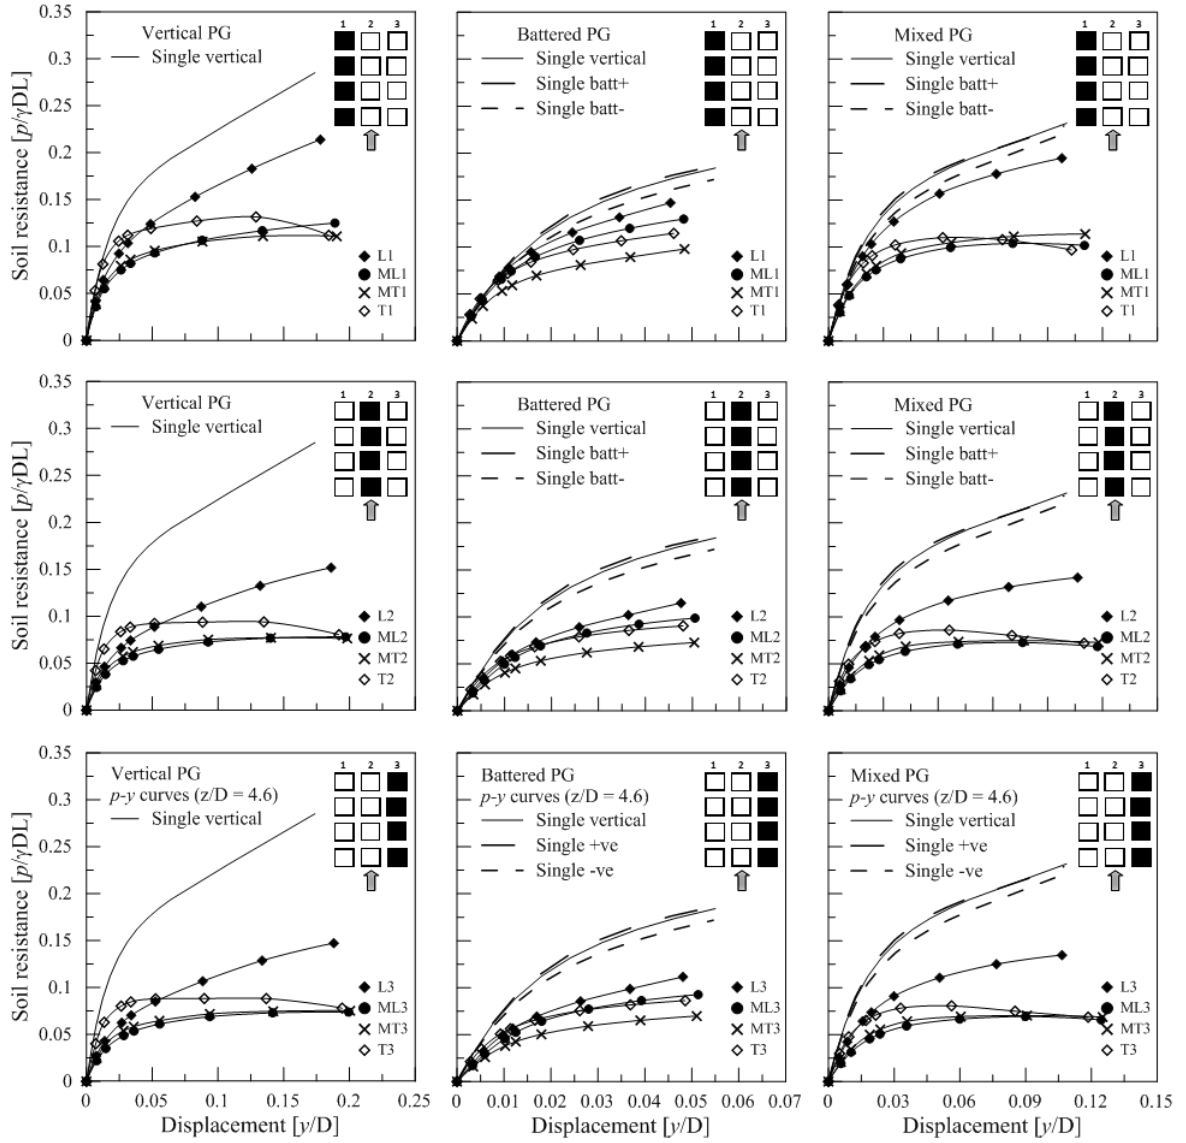 Soil resistance [p/γDL]
0.35
0.3
0.25
0.2
0.15
0.1
0.05
0
Vertical PG
Single vertical
1 2 3
L1
ML1
MT1
T1
Battered PG
Single vertical
Single batt+
Single batt-
1 2 3
L1
ML1
MT1
T1
Mixed PG
Single vertical
Single batt+
Single batt-
1 2 3
L1
ML1
MT1
T1
Soil resistance [p/γDL]
0.35
0.3
0.25
0.2
0.15
0.1
0.05
0
Vertical PG
Single vertical
1 2 3
L2
ML2
MT2
T2
Battered PG
Single vertical
Single batt+
Single batt-
1 2 3
L2
ML2
MT2
T2
Mixed PG
Single vertical
Single batt+
Single batt-
1 2 3
L2
ML2
MT2
T2
Soil resistance [p/γDL]
0.35
0.3
0.25
0.2
0.15
0.1
0.05
0
Vertical PG
p-y curves (z/D = 4.6)
Single vertical
1 2 3
L3
ML3
MT3
T3
0 0.05 0.1 0.15 0.2 0.25
Displacement [y/D]
Battered PG
p-y curves (z/D = 4.6)
Single vertical
Single +ve
Single -ve
1 2 3
L3
ML3
MT3
T3
0 0.01 0.02 0.03 0.04 0.05 0.06 0.07
Displacement [y/D]
Mixed PG
p-y curves (z/D = 4.6)
Single vertical
Single +ve
Single -ve
1 2 3
L3
ML3
MT3
T3
0 0.03 0.06 0.09 0.12 0.15
Displacement [y/D]